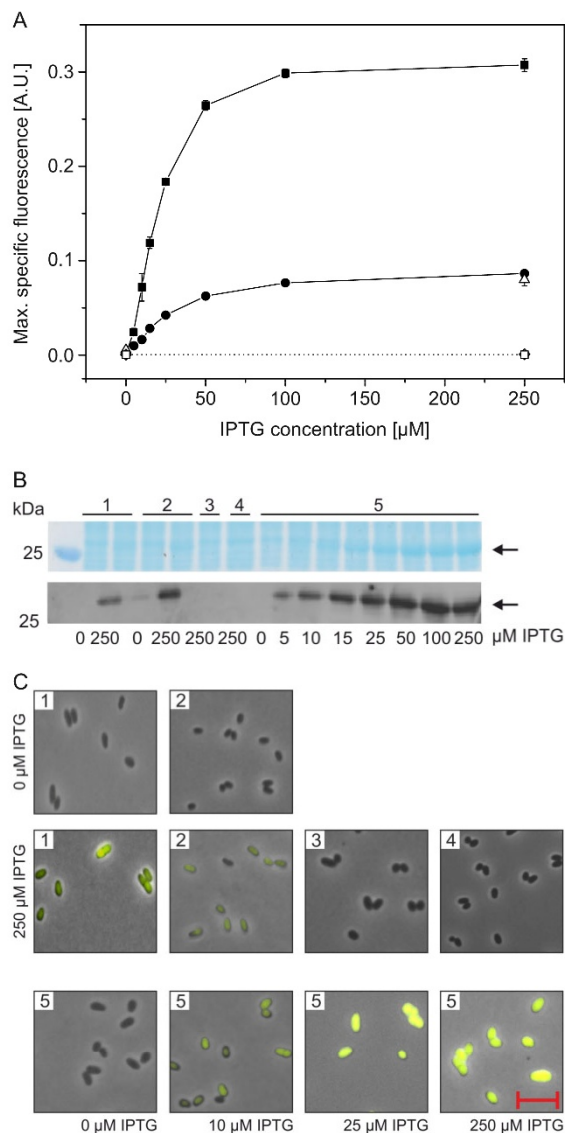 A
Max. specific fluorescence [A.U.]
0.3
0.2
0.1
0.0
0 50 100 150 200 250
IPTG concentration [µM]
B
kDa 1 2 3 4 5
25
25
0 250 0 250 250 250 0 5 10 15 25 50 100 250 µM IPTG
C
0 µM IPTG
1 2
250 µM IPTG
1 2 3 4
5 5 5 5
0 µM IPTG 10 µM IPTG 25 µM IPTG 250 µM IPTG